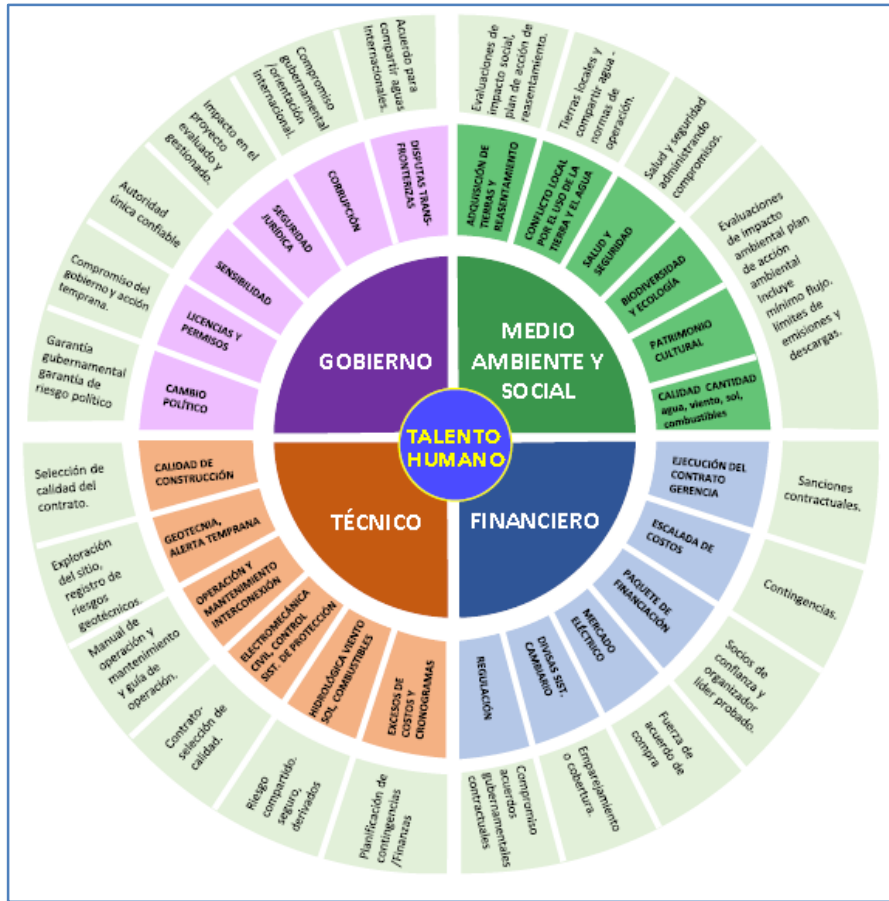 Acuerdo para
compartir aguas
Internacionales.
Compromiso
gubernamental
/orientación
Internacional.
Impacto en el
proyecto
evaluado y
gestionado.
Autoridad
única confiable
Compromiso del
gobierno y acción
temprana.
Garantía
gubernamental
garantía de
riesgo político
DISPUTAS TRANS-
FRONTERIZAS
CORRUPCIÓN
SEGURIDAD
JURÍDICA
SENSIBILIDAD
LICENCIAS Y
PERMISOS
CAMBIO
POLÍTICO
GOBIERNO
Evaluaciones de
impacto social,
plan de acción de
reasentamiento.
Tierras locales y
compartir agua -
normas de
operación.
Salud y seguridad
administrando
compromisos.
Evaluaciones
de impacto
ambiental plan
de acción
ambiental
Incluye
mínimo flujo.
límites de
emisiones y
descargas.
ADQUISICIÓN DE
TIERRAS Y
REASENTAMIENTO
CONFLICTO LOCAL
POR EL USO DE LA
TIERRA Y EL AGUA
SALUD Y
SEGURIDAD
BIODIVERSIDAD
Y ECOLOGÍA
PATRIMONIO
CULTURAL
CALIDAD CANTIDAD
agua, viento, sol,
combustibles
MEDIO
AMBIENTE Y
SOCIAL
TALENTO
HUMANO
TÉCNICO
CALIDAD DE
CONSTRUCCIÓN
GEOTECNIA,
ALERTA TEMPRANA
OPERACIÓN Y
MANTENIMIENTO
INTERCONEXIÓN
ELECTROMECÁNICA
CIVIL, CONTROL
SIST. DE PROTECCIÓN
HIDROLÓGICA VIENTO
SOL, COMBUSTIBLES
EXCESOS DE
COSTOS Y
CRONOGRAMAS
Selección de
calidad del
contrato.
Exploración
del sitio,
registro de
riesgos
geotécnicos.
Manual de
operación y
mantenimiento
y guía de
operación.
Contrato-
selección de
calidad.
Riesgo
compartido.
seguro,
derivados
Planificación de
contingencias
/Finanzas
FINANCIERO
EJECUCIÓN DEL
CONTRATO
GERENCIA
ESCALADA DE
COSTOS
PAQUETE DE
FINANCIACIÓN
MERCADO
ELÉCTRICO
DIVISAS SIST.
CAMBIARIO
REGULACIÓN
Sanciones
contractuales.
Contingencias.
Socios de
confianza y
organizador
líder probado.
Fuerza de
acuerdo de
compra
Emparejamiento
o cobertura.
Compromiso
acuerdos
gubernamentales
contractuales